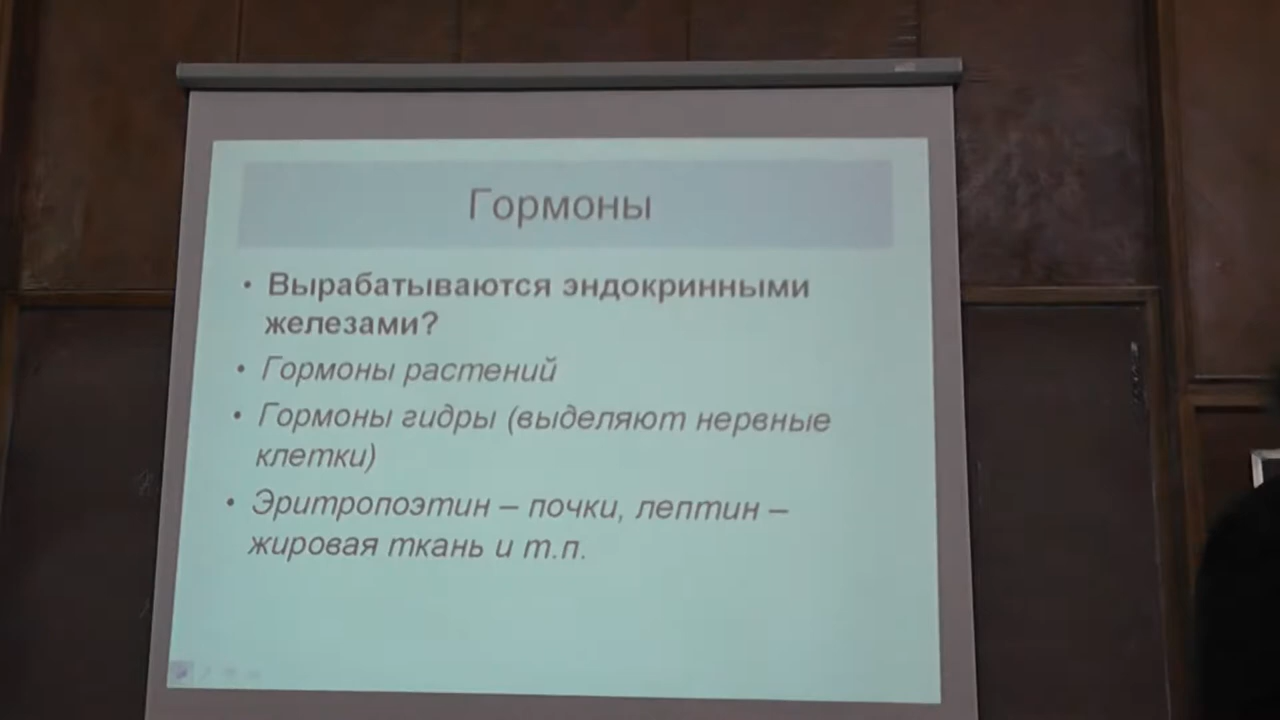 Гормоны
• Вырабатываются эндокринными
железами?
• Гормоны растений
• Гормоны гидры (выделяют нервные
клетки)
• Эритропоэтин – почки, лептин –
жировая ткань и т.п.